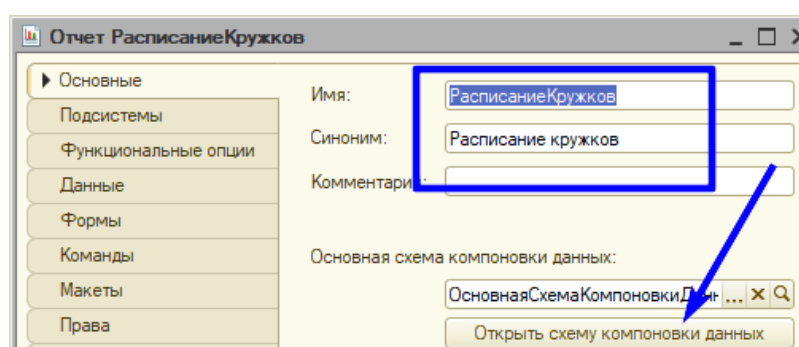 Отчет РасписаниеКружков
Основные
Подсистемы
Функциональные опции
Данные
Формы
Команды
Макеты
Права
Имя: РасписаниеКружков
Синоним: Расписание кружков
Комментарий:
Основная схема компоновки данных:
ОсновнаяСхемаКомпоновки ...
Открыть схему компоновки данных